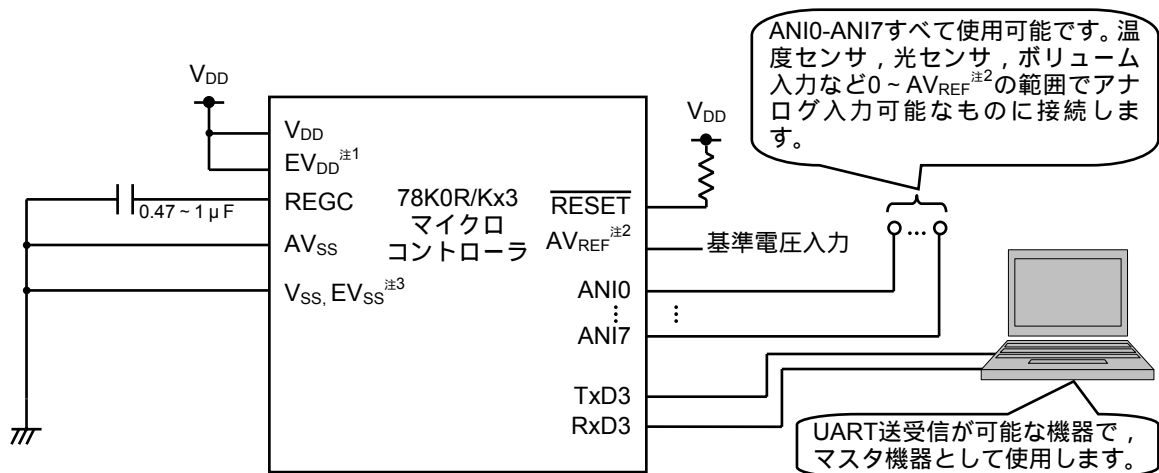 ANI0-ANI7すべて使用可能です。温
度センサ，光センサ，ボリューム
入力など0～AVREF注2の範囲でアナ
ログ入力可能なものに接続しま
す。
VDD
VDD
VDD
EVDD注1
REGC
0.47～1μF
AVSS
VSS, EVSS注3
78K0R/Kx3
マイクロ
コントローラ
RESET
AVREF注2
基準電圧入力
ANI0
ANI7
TxD3
RxD3
UART送受信が可能な機器で，
マスタ機器として使用します。